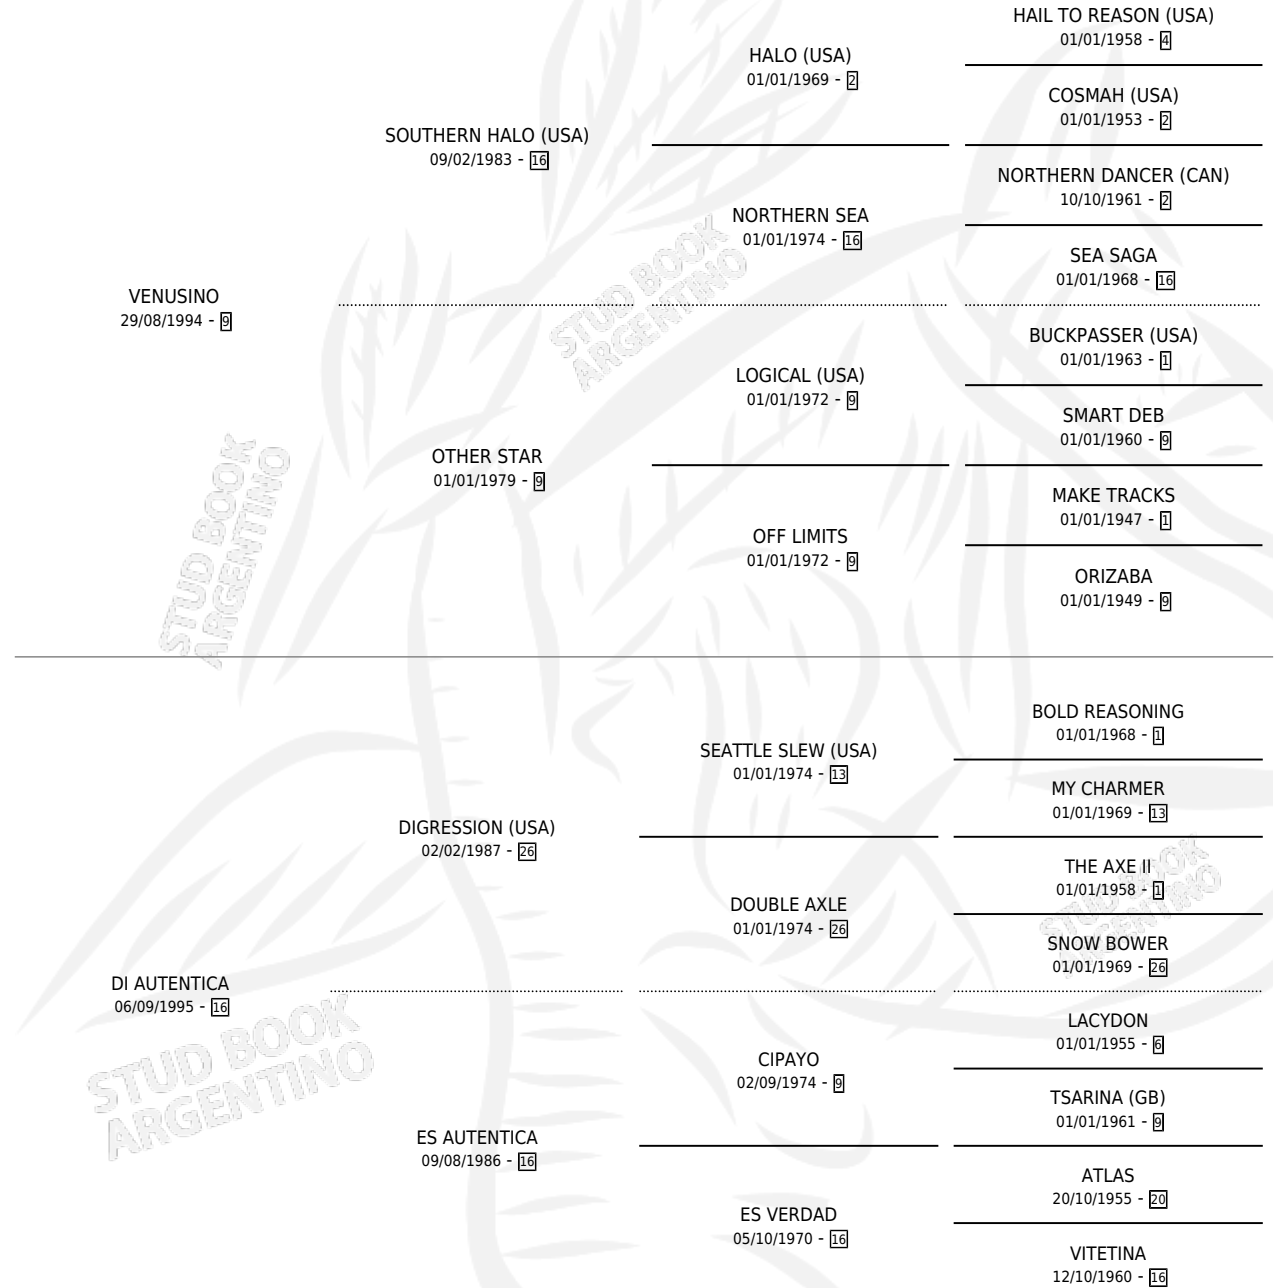 HAIL TO REASON (USA)
01/01/1958 - 4
HALO (USA)
01/01/1969 - 2
COSMAH (USA)
01/01/1953 - 2
SOUTHERN HALO (USA)
09/02/1983 - 16
NORTHERN DANCER (CAN)
10/10/1961 - 2
NORTHERN SEA
01/01/1974 - 16
SEA SAGA
01/01/1968 - 16
VENUSINO
29/08/1994 - 9
STUD BOOK
ARGENTINO
BUCKPASSER (USA)
01/01/1963 - 1
LOGICAL (USA)
01/01/1972 - 9
SMART DEB
01/01/1960 - 9
OTHER STAR
01/01/1979 - 9
MAKE TRACKS
01/01/1947 - 1
OFF LIMITS
01/01/1972 - 9
ORIZABA
01/01/1949 - 9
STUD BOOK
ARGENTINO
BOLD REASONING
01/01/1968 - 1
SEATTLE SLEW (USA)
01/01/1974 - 13
MY CHARMER
01/01/1969 - 13
DIGRESSION (USA)
02/02/1987 - 26
THE AXE II
01/01/1958 - 1
DOUBLE AXLE
01/01/1974 - 26
SNOW BOWER
01/01/1969 - 26
STUD BOOK
ARGENTINO
DI AUTENTICA
06/09/1995 - 16
LACYDON
01/01/1955 - 6
CIPAYO
02/09/1974 - 9
TSARINA (GB)
01/01/1961 - 9
STUD BOOK
ARGENTINO
ES AUTENTICA
09/08/1986 - 16
ATLAS
20/10/1955 - 20
ES VERDAD
05/10/1970 - 16
VITETINA
12/10/1960 - 16